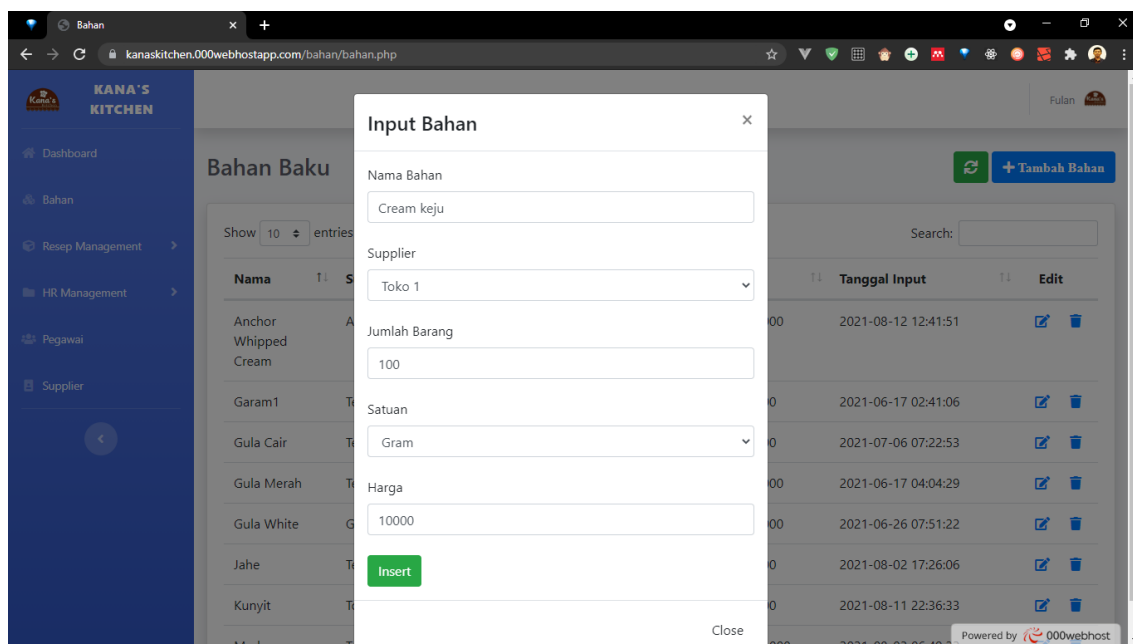 Bahan
kanaskitchen.000webhostapp.com/bahan/bahan.php
Kana's
KANA'S
KITCHEN
Fulan
Dashboard
Bahan
Resep Management
HR Management
Pegawai
Supplier
Bahan Baku
Tambah Bahan
Show 10 entries
Search:
Nama
Tanggal Input
Edit
Anchor
Whipped
Cream
2021-08-12 12:41:51
Garam1
2021-06-17 02:41:06
Gula Cair
2021-07-06 07:22:53
Gula Merah
2021-06-17 04:04:29
Gula White
2021-06-26 07:51:22
Jahe
2021-08-02 17:26:06
Kunyit
2021-08-11 22:36:33
Input Bahan
Nama Bahan
Cream keju
Supplier
Toko 1
Jumlah Barang
100
Satuan
Gram
Harga
10000
Insert
Close
Powered by 000webhost